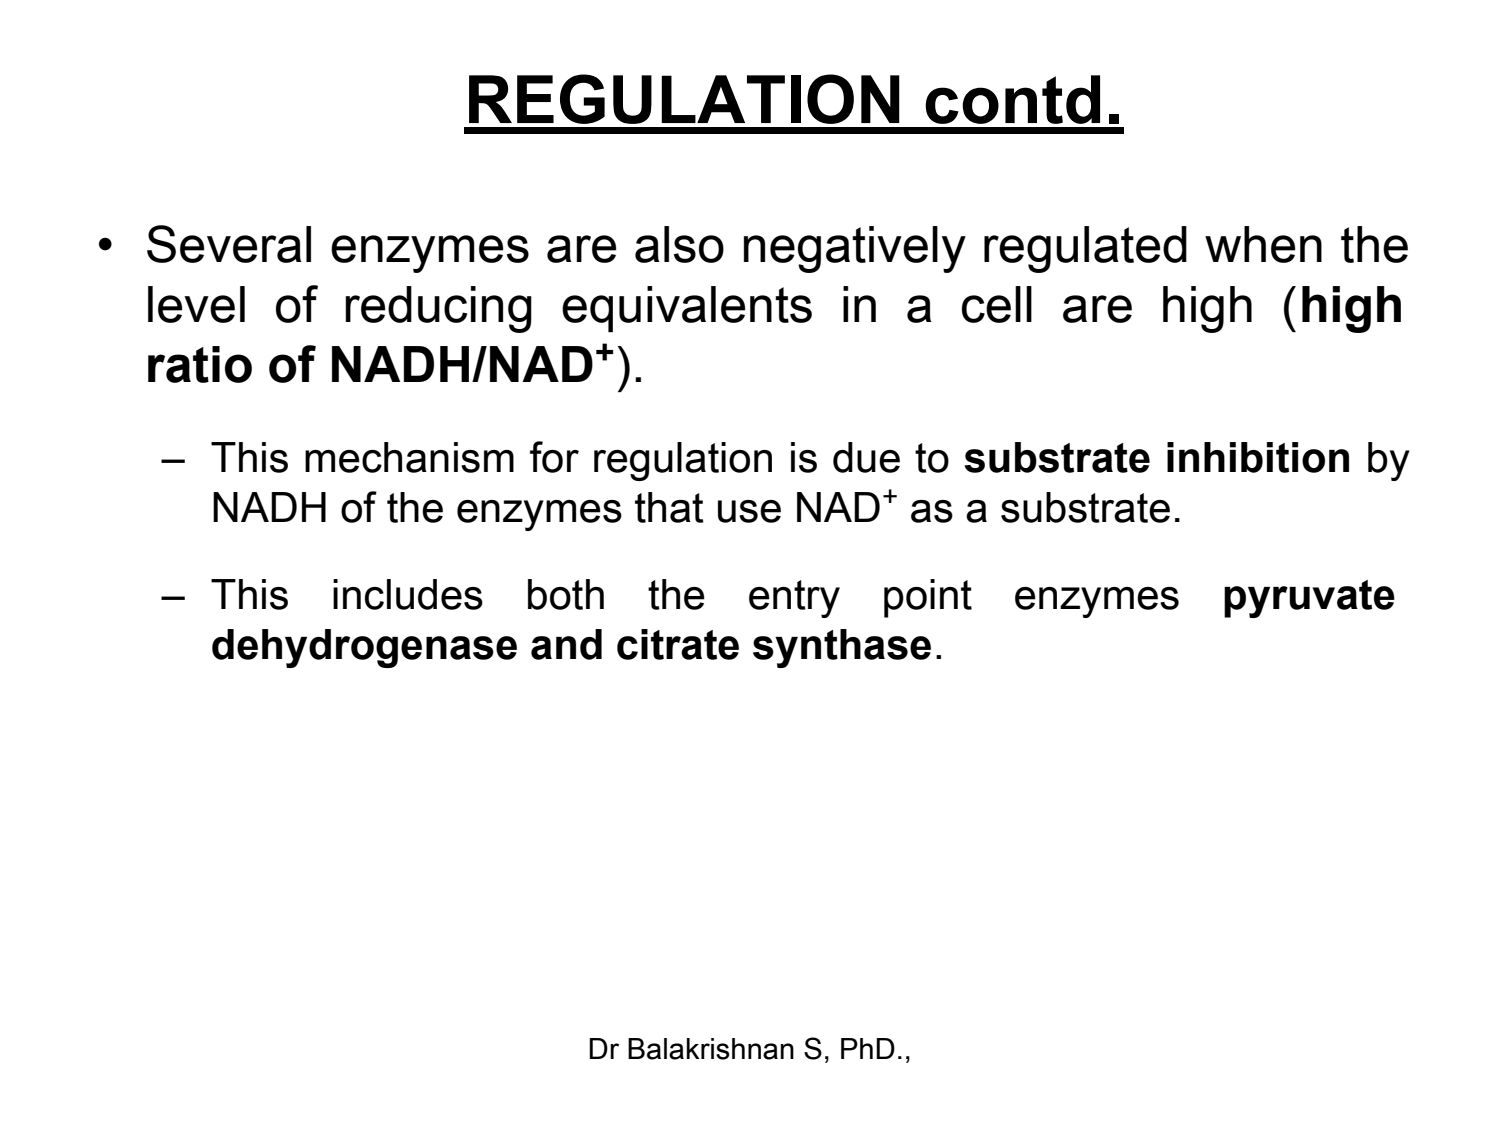 REGULATION contd.
• Several enzymes are also negatively regulated when the
level of reducing equivalents in a cell are high (high
ratio of NADH/NAD⁺).
– This mechanism for regulation is due to substrate inhibition by
NADH of the enzymes that use NAD⁺ as a substrate.
– This includes both the entry point enzymes pyruvate
dehydrogenase and citrate synthase.
Dr Balakrishnan S, PhD.,